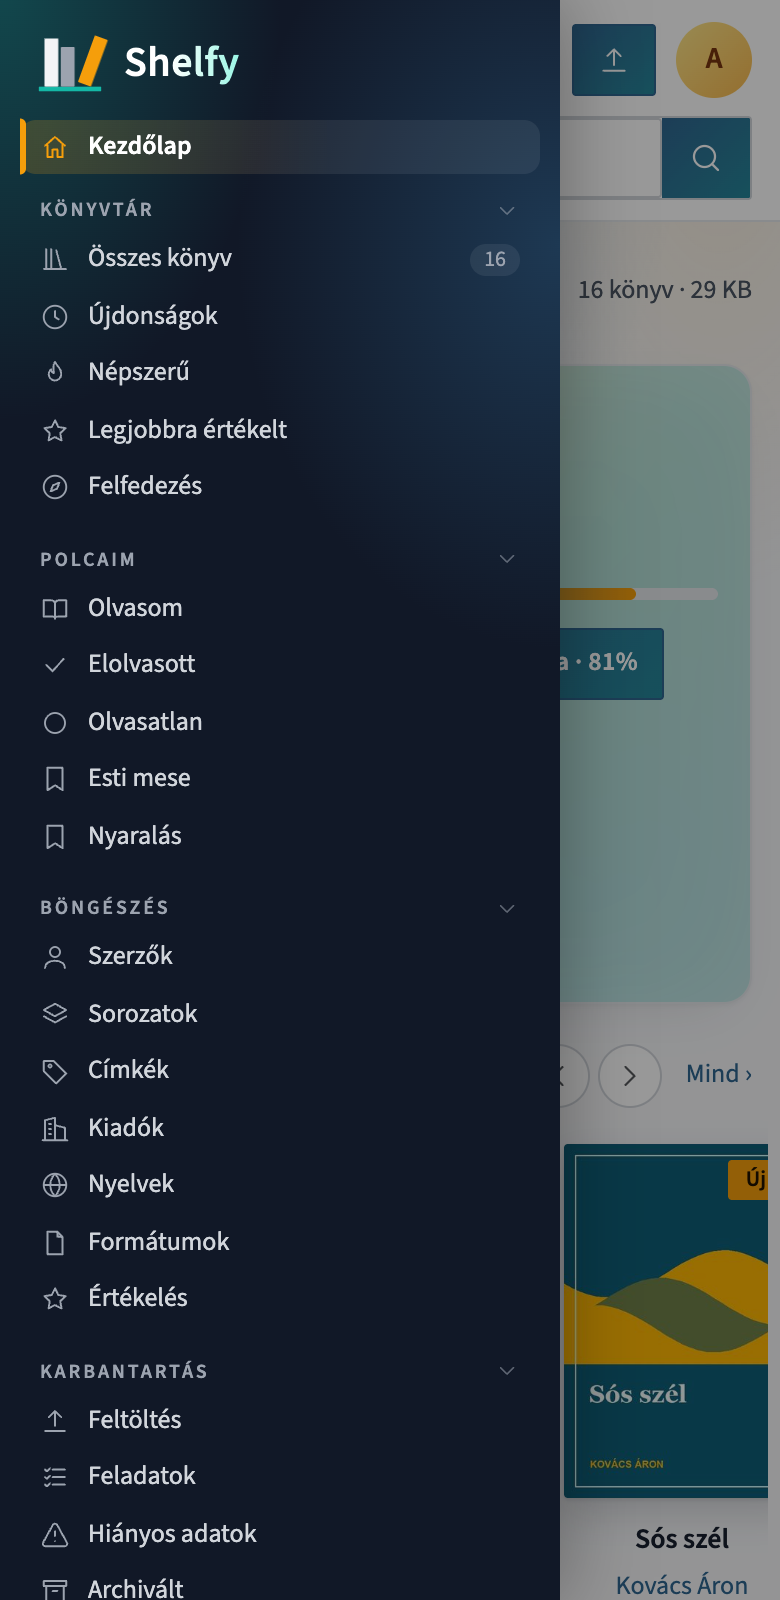 Shelfy
A
Kezdőlap
KÖNYVTÁR
Összes könyv 16
16 könyv · 29 KB
Újdonságok
Népszerű
Legjobbra értékelt
Felfedezés
POLCAIM
Olvasom
Elolvasott
a · 81%
Olvasatlan
Esti mese
Nyaralás
BÖNGÉSZÉS
Szerzők
Sorozatok
Címkék
Mind ›
Kiadók
Nyelvek
Új
Formátumok
Értékelés
KARBANTARTÁS
Sós szél
Feltöltés
KOVÁCS ÁRON
Feladatok
Hiányos adatok
Sós szél
Archivált
Kovács Áron